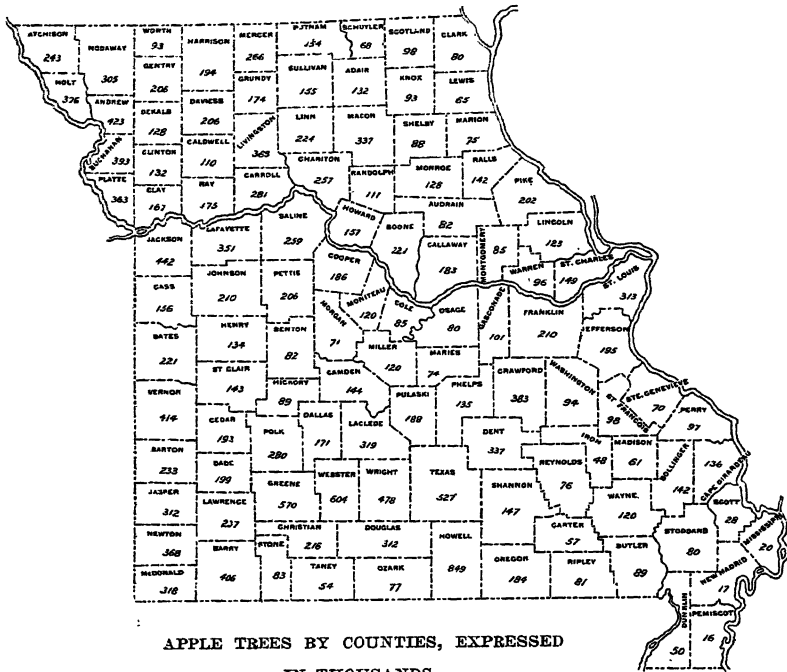 ATCHISON
243
NODAWAY
305
WORTH
93
HARRISON
194
MERCER
266
PUTNAM
154
SCHUYLER
68
SCOTLAND
98
CLARK
80
HOLT
376
ANDREW
423
GENTRY
206
DAVIESS
206
GRUNDY
174
SULLIVAN
155
ADAIR
132
KNOX
93
LEWIS
65
BUCHANAN
393
DEKALB
128
CALDWELL
110
LIVINGSTON
365
LINN
224
MACON
337
SHELBY
88
MARION
75
PLATTE
363
CLINTON
132
CLAY
167
RAY
175
CARROLL
281
CHARITON
257
RANDOLPH
111
MONROE
128
RALLS
142
PIKE
202
AUDRAIN
82
JACKSON
442
LAFAYETTE
351
SALINE
259
HOWARD
157
BOONE
221
CALLAWAY
183
MONTGOMERY
85
LINCOLN
125
WARREN
96
ST. CHARLES
149
ST. LOUIS
313
CASS
156
JOHNSON
210
PETTIS
206
COOPER
186
MONITEAU
120
COLE
85
OSAGE
80
GASCONADE
101
FRANKLIN
210
JEFFERSON
195
BATES
221
HENRY
134
BENTON
82
MORGAN
71
MILLER
120
MARIES
74
ST CLAIR
143
HICKORY
89
CAMDEN
144
PULASKI
188
PHELPS
135
CRAWFORD
383
WASHINGTON
94
ST FRANCOIS
98
STE. GENEVIEVE
70
PERRY
97
VERNON
414
CEDAR
193
POLK
280
DALLAS
171
LACLEDE
319
DENT
337
IRON
48
MADISON
61
BOLLINGER
142
CAPE GIRARDEAU
136
BARTON
233
DADE
199
GREENE
570
WEBSTER
604
WRIGHT
478
TEXAS
527
SHANNON
147
REYNOLDS
76
WAYNE
120
SCOTT
28
MISSISSIPPI
20
JASPER
312
LAWRENCE
237
CHRISTIAN
216
DOUGLAS
312
HOWELL
849
CARTER
57
BUTLER
89
STODDARD
80
NEW MADRID
17
NEWTON
368
BARRY
406
STONE
83
TANEY
54
OZARK
77
OREGON
184
RIPLEY
81
McDONALD
318
DUNKLIN
50
PEMISCOT
16
APPLE TREES BY COUNTIES, EXPRESSED
IN THOUSANDS